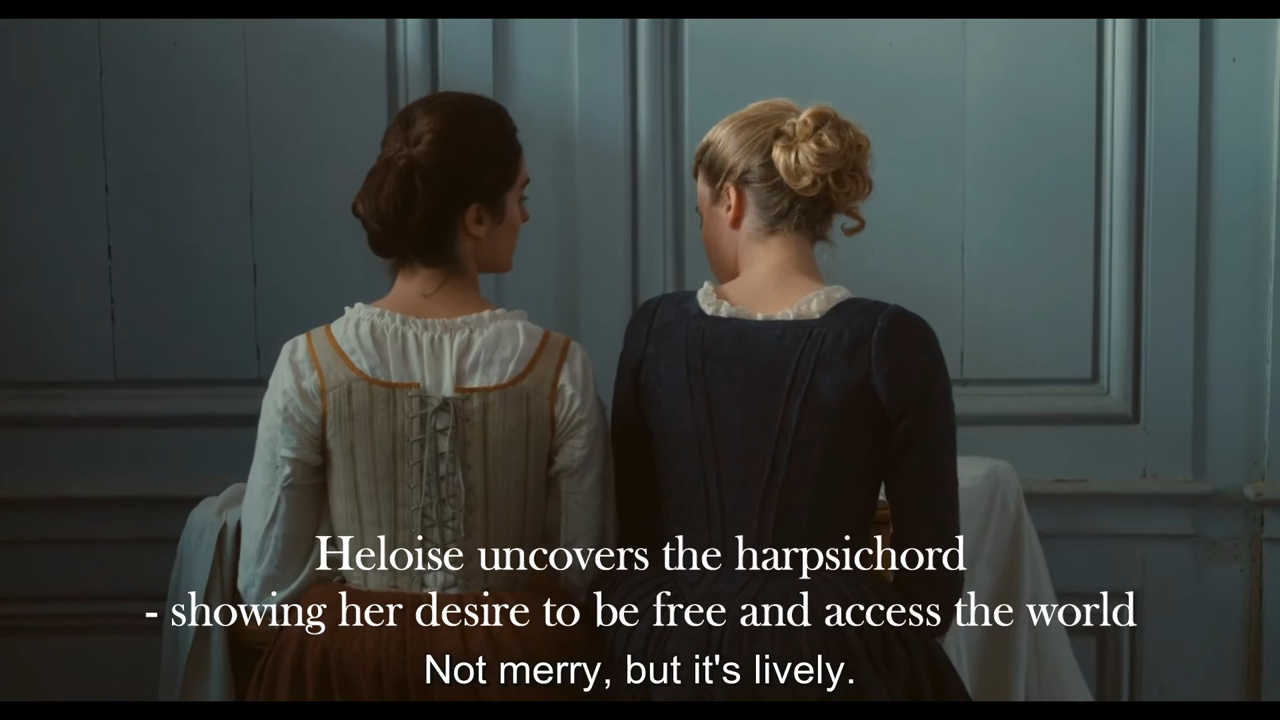 Heloise uncovers the harpsichord
- showing her desire to be free and access the world
Not merry, but it's lively.